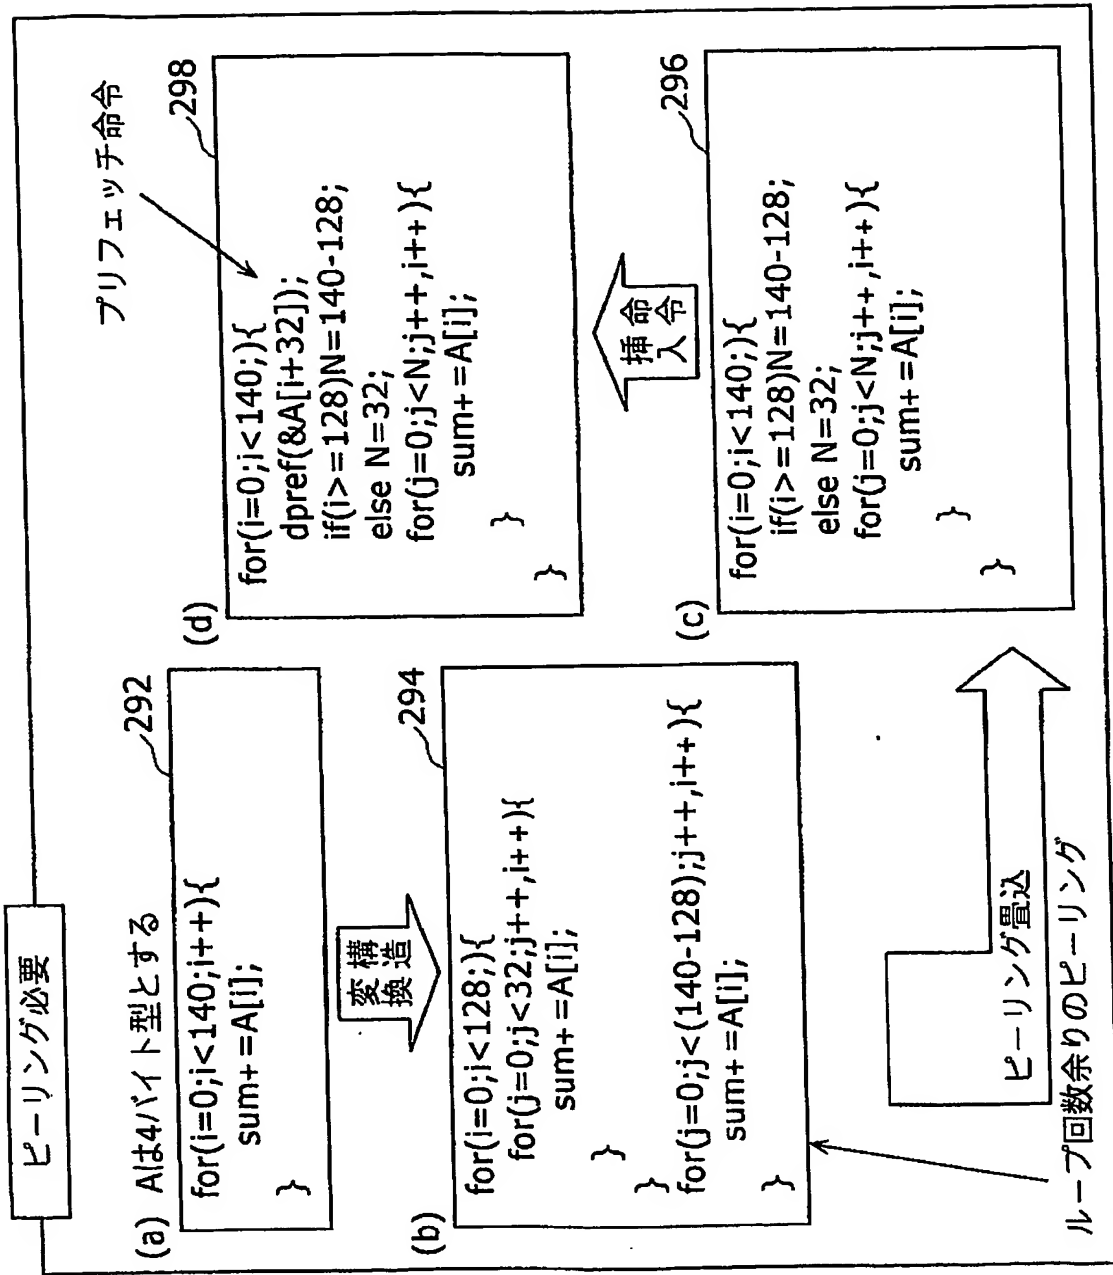 ピーリング必要
(a) Aは4バイト型とする
292
for(i=0;i<140;i++){
sum+=A[i];
}
構造
変換
(b)
294
for(i=0;i<128;){
for(j=0;j<32;j++,i++){
sum+=A[i];
}
}
for(j=0;j<(140-128);j++,i++){
sum+=A[i];
}
ループ回数余りのピーリング
ピーリング畳込
(c)
296
for(i=0;i<140;){
if(i>=128)N=140-128;
else N=32;
for(j=0;j<N;j++,i++){
sum+=A[i];
}
}
命令
挿入
(d)
298
プリフェッチ命令
for(i=0;i<140;){
dpref(&A[i+32]);
if(i>=128)N=140-128;
else N=32;
for(j=0;j<N;j++,i++){
sum+=A[i];
}
}